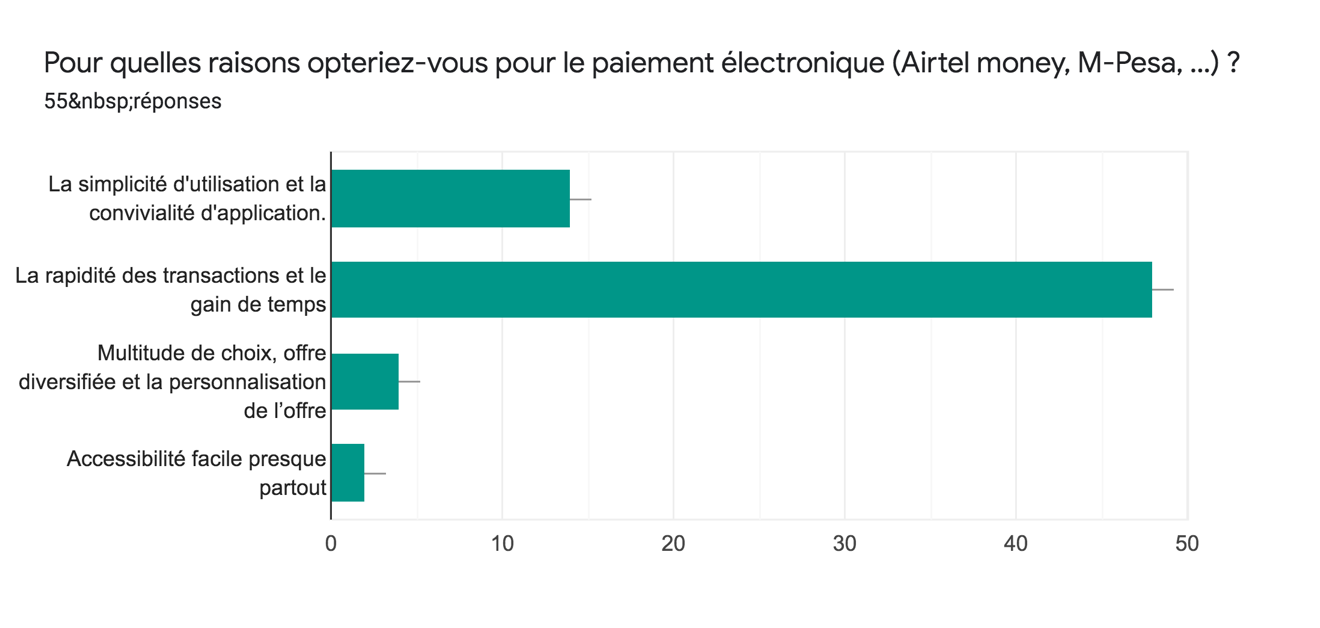 Pour quelles raisons opteriez-vous pour le paiement électronique (Airtel money, M-Pesa, ...) ?
55&nbsp;réponses
La simplicité d'utilisation et la
convivialité d'application.
La rapidité des transactions et le
gain de temps
Multitude de choix, offre
diversifiée et la personnalisation
de l’offre
Accessibilité facile presque
partout
0 10 20 30 40 50